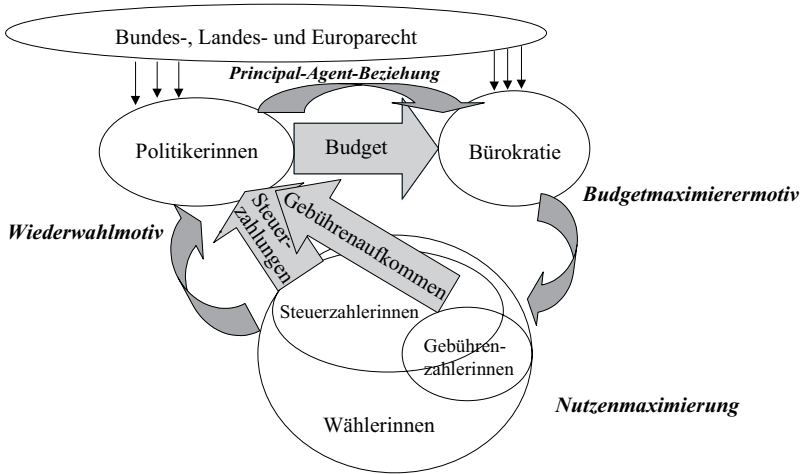 Bundes-, Landes- und Europarecht
Principal-Agent-Beziehung
Politikerinnen
Budget
Bürokratie
Budgetmaximierermotiv
Wiederwahlmotiv
Steuer-
zahlungen
Gebührenaufkommen
Steuerzahlerinnen
Gebühren-
zahlerinnen
Nutzenmaximierung
Wählerinnen